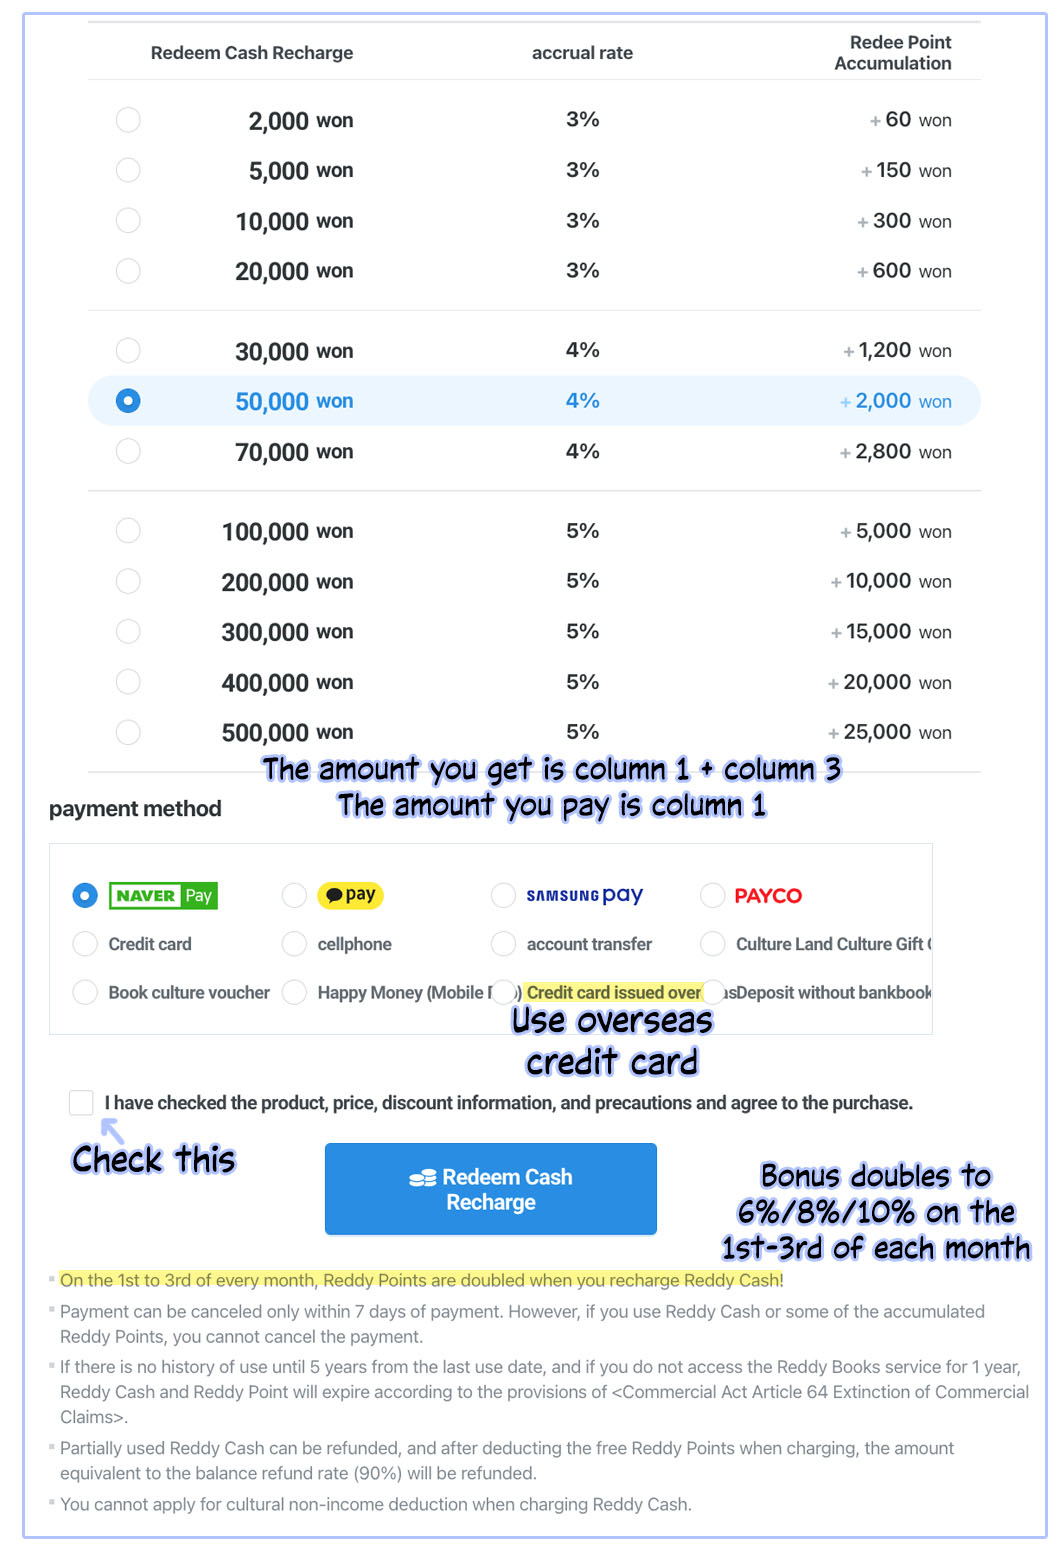 Redeem Cash Recharge accrual rate Redee Point
Accumulation
2,000 won 3% + 60 won
5,000 won 3% + 150 won
10,000 won 3% + 300 won
20,000 won 3% + 600 won
30,000 won 4% + 1,200 won
50,000 won 4% + 2,000 won
70,000 won 4% + 2,800 won
100,000 won 5% + 5,000 won
200,000 won 5% + 10,000 won
300,000 won 5% + 15,000 won
400,000 won 5% + 20,000 won
500,000 won 5% + 25,000 won
The amount you get is column 1 + column 3
The amount you pay is column 1
payment method
NAVER Pay pay SAMSUNG pay PAYCO
Credit card cellphone account transfer Culture Land Culture Gift
Book culture voucher Happy Money (Mobile Credit card issued Deposit without bankbook
Use overseas
credit card
I have checked the product, price, discount information, and precautions and agree to the purchase.
Check this
Redeem Cash
Recharge
Bonus doubles to
6%/8%/10% on the
1st-3rd of each month
On the 1st to 3rd of every month, Reddy Points are doubled when you recharge Reddy Cash!
Payment can be canceled only within 7 days of payment. However, if you use Reddy Cash or some of the accumulated
Reddy Points, you cannot cancel the payment.
If there is no history of use until 5 years from the last use date, and if you do not access the Reddy Books service for 1 year,
Reddy Cash and Reddy Point will expire according to the provisions of <Commercial Act Article 64 Extinction of Commercial
Claims>.
Partially used Reddy Cash can be refunded, and after deducting the free Reddy Points when charging, the amount
equivalent to the balance refund rate (90%) will be refunded.
You cannot apply for cultural non-income deduction when charging Reddy Cash.